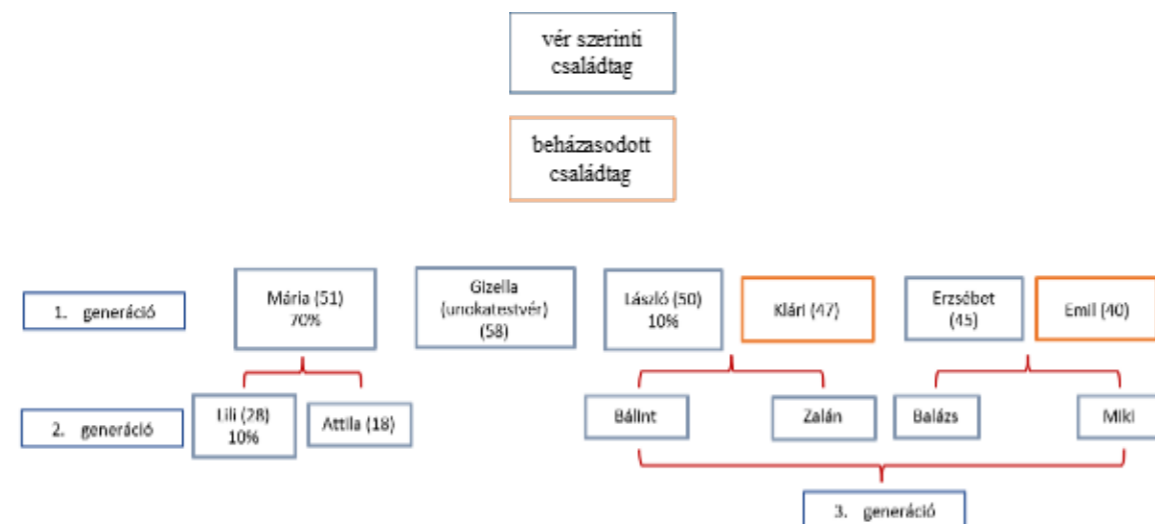 vér szerinti
családtag
beházasodott
családtag
1. generáció
Mária (51)
70%
Gizella
(unokatestvér)
(58)
László (50)
10%
Klári (47)
Erzsébet
(45)
Emil (40)
2. generáció
Lili (28)
10%
Attila (18)
Bálint
Zalán
Balázs
Miki
3. generáció